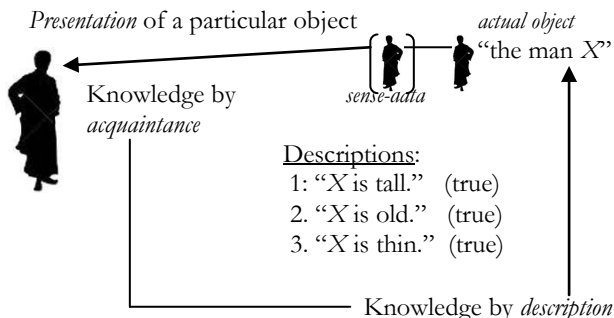 Presentation of a particular object
actual object
“the man X”
sense-data
Knowledge by
acquaintance
Descriptions:
1: “X is tall.” (true)
2. “X is old.” (true)
3. “X is thin.” (true)
Knowledge by description